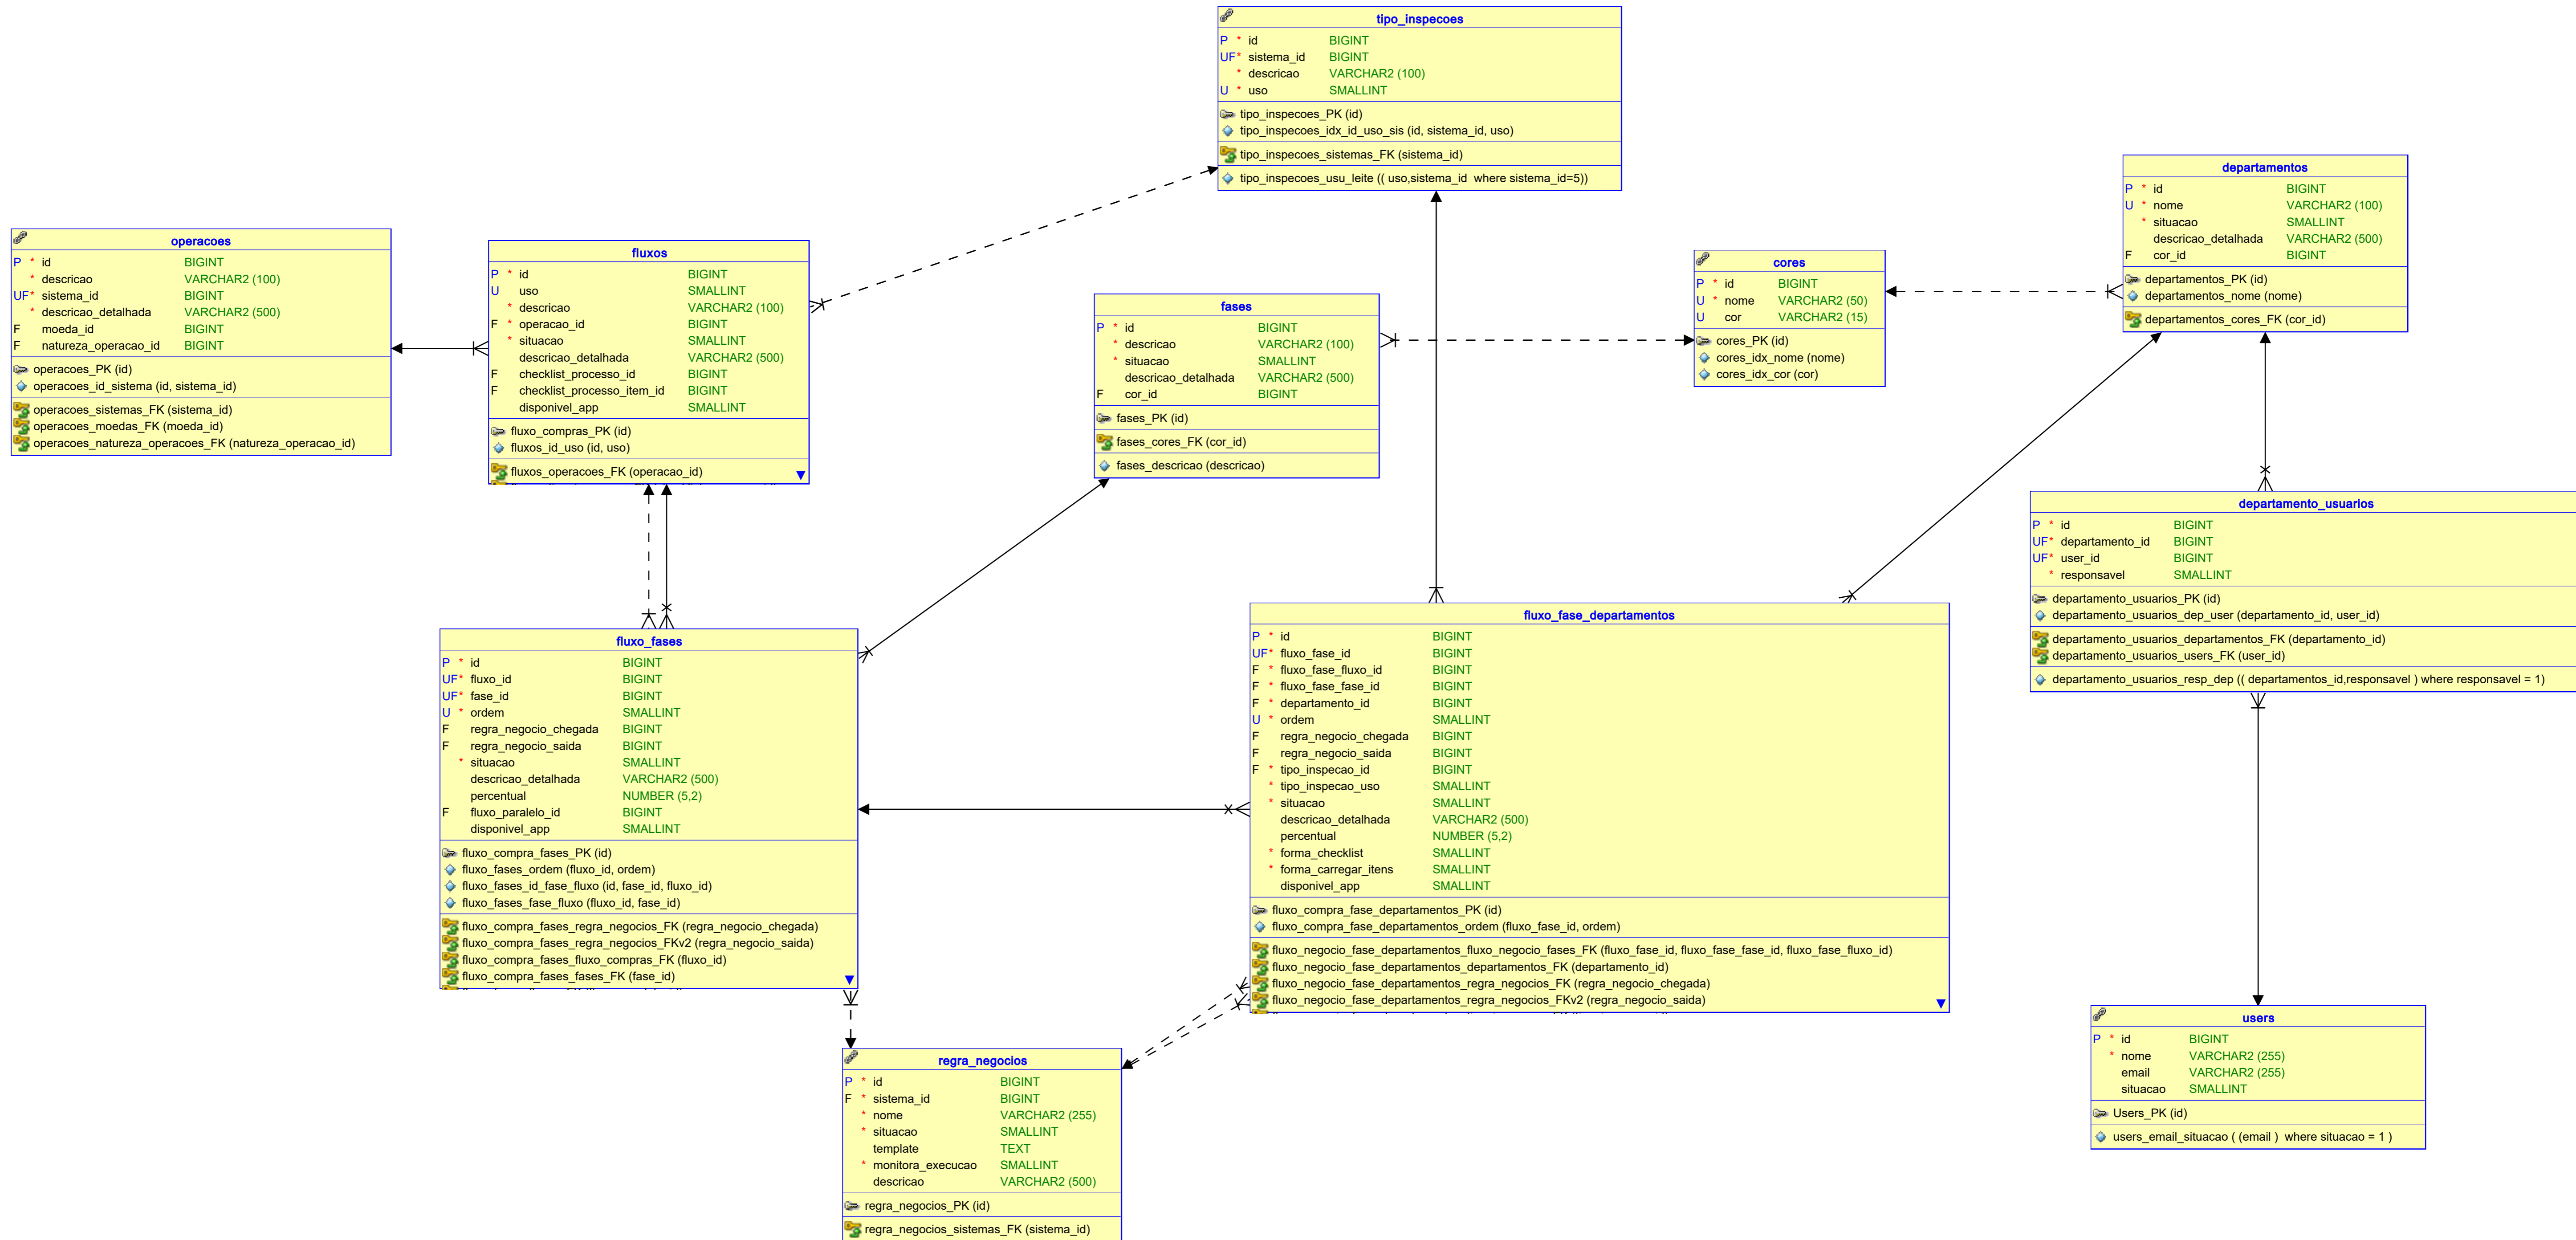 tipo_inspecoes
P * id BIGINT
UF* sistema_id BIGINT
* descricao VARCHAR2 (100)
U * uso SMALLINT
tipo_inspecoes_PK (id)
tipo_inspecoes_idx_id_uso_sis (id, sistema_id, uso)
tipo_inspecoes_sistemas_FK (sistema_id)
tipo_inspecoes_usu_leite (( uso,sistema_id where sistema_id=5))
departamentos
P * id BIGINT
U * nome VARCHAR2 (100)
* situacao SMALLINT
descricao_detalhada VARCHAR2 (500)
F cor_id BIGINT
departamentos_PK (id)
departamentos_nome (nome)
departamentos_cores_FK (cor_id)
operacoes
P * id BIGINT
* descricao VARCHAR2 (100)
UF* sistema_id BIGINT
* descricao_detalhada VARCHAR2 (500)
F moeda_id BIGINT
F natureza_operacao_id BIGINT
operacoes_PK (id)
operacoes_id_sistema (id, sistema_id)
operacoes_sistemas_FK (sistema_id)
operacoes_moedas_FK (moeda_id)
operacoes_natureza_operacoes_FK (natureza_operacao_id)
fluxos
P * id BIGINT
U uso SMALLINT
* descricao VARCHAR2 (100)
F * operacao_id BIGINT
* situacao SMALLINT
descricao_detalhada VARCHAR2 (500)
F checklist_processo_id BIGINT
F checklist_processo_item_id BIGINT
disponivel_app SMALLINT
fluxo_compras_PK (id)
fluxos_id_uso (id, uso)
fluxos_operacoes_FK (operacao_id)
cores
P * id BIGINT
U * nome VARCHAR2 (50)
U cor VARCHAR2 (15)
cores_PK (id)
cores_idx_nome (nome)
cores_idx_cor (cor)
fases
P * id BIGINT
* descricao VARCHAR2 (100)
* situacao SMALLINT
descricao_detalhada VARCHAR2 (500)
F cor_id BIGINT
fases_PK (id)
fases_cores_FK (cor_id)
fases_descricao (descricao)
departamento_usuarios
P * id BIGINT
UF* departamento_id BIGINT
UF* user_id BIGINT
* responsavel SMALLINT
departamento_usuarios_PK (id)
departamento_usuarios_dep_user (departamento_id, user_id)
departamento_usuarios_departamentos_FK (departamento_id)
departamento_usuarios_users_FK (user_id)
departamento_usuarios_resp_dep (( departamentos_id,responsavel ) where responsavel = 1)
fluxo_fases
P * id BIGINT
UF* fluxo_id BIGINT
UF* fase_id BIGINT
U * ordem SMALLINT
F regra_negocio_chegada BIGINT
F regra_negocio_saida BIGINT
* situacao SMALLINT
descricao_detalhada VARCHAR2 (500)
percentual NUMBER (5,2)
F fluxo_paralelo_id BIGINT
disponivel_app SMALLINT
fluxo_compra_fases_PK (id)
fluxo_fases_ordem (fluxo_id, ordem)
fluxo_fases_id_fase_fluxo (id, fase_id, fluxo_id)
fluxo_fases_fase_fluxo (fluxo_id, fase_id)
fluxo_compra_fases_regra_negocios_FK (regra_negocio_chegada)
fluxo_compra_fases_regra_negocios_FKv2 (regra_negocio_saida)
fluxo_compra_fases_fluxo_compras_FK (fluxo_id)
fluxo_compra_fases_fases_FK (fase_id)
fluxo_fase_departamentos
P * id BIGINT
UF* fluxo_fase_id BIGINT
F * fluxo_fase_fluxo_id BIGINT
F * fluxo_fase_fase_id BIGINT
F * departamento_id BIGINT
U * ordem SMALLINT
F regra_negocio_chegada BIGINT
F regra_negocio_saida BIGINT
F * tipo_inspecao_id BIGINT
* tipo_inspecao_uso SMALLINT
* situacao SMALLINT
descricao_detalhada VARCHAR2 (500)
percentual NUMBER (5,2)
* forma_checklist SMALLINT
* forma_carregar_itens SMALLINT
disponivel_app SMALLINT
fluxo_compra_fase_departamentos_PK (id)
fluxo_compra_fase_departamentos_ordem (fluxo_fase_id, ordem)
fluxo_negocio_fase_departamentos_fluxo_negocio_fases_FK (fluxo_fase_id, fluxo_fase_fase_id, fluxo_fase_fluxo_id)
fluxo_negocio_fase_departamentos_departamentos_FK (departamento_id)
fluxo_negocio_fase_departamentos_regra_negocios_FK (regra_negocio_chegada)
fluxo_negocio_fase_departamentos_regra_negocios_FKv2 (regra_negocio_saida)
users
P * id BIGINT
* nome VARCHAR2 (255)
email VARCHAR2 (255)
situacao SMALLINT
Users_PK (id)
users_email_situacao ( (email ) where situacao = 1 )
regra_negocios
P * id BIGINT
F * sistema_id BIGINT
* nome VARCHAR2 (255)
* situacao SMALLINT
template TEXT
* monitora_execucao SMALLINT
descricao VARCHAR2 (500)
regra_negocios_PK (id)
regra_negocios_sistemas_FK (sistema_id)